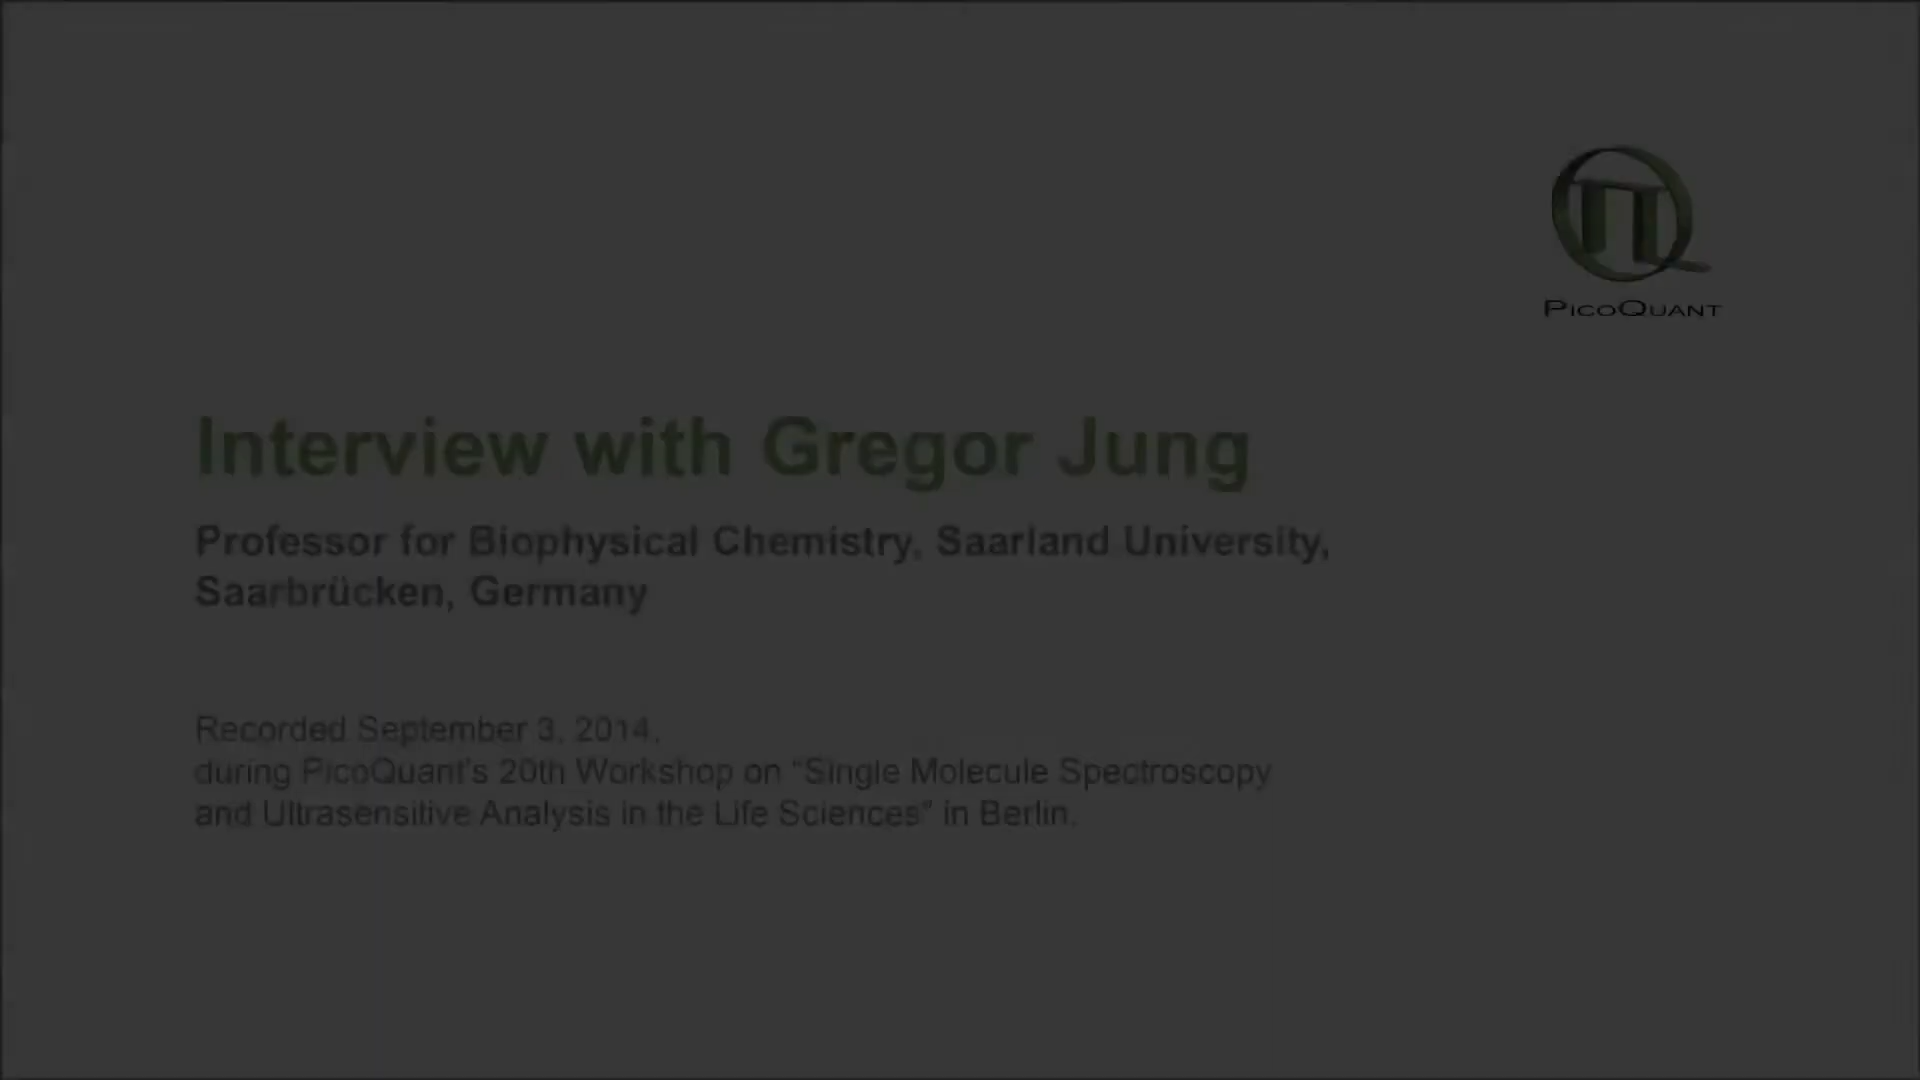 PICOQUANT
Interview with Gregor Jung
Professor for Biophysical Chemistry, Saarland University,
Saarbrücken, Germany
Recorded September 3, 2014,
during PicoQuant's 20th Workshop on “Single Molecule Spectroscopy
and Ultrasensitive Analysis in the Life Sciences” in Berlin.